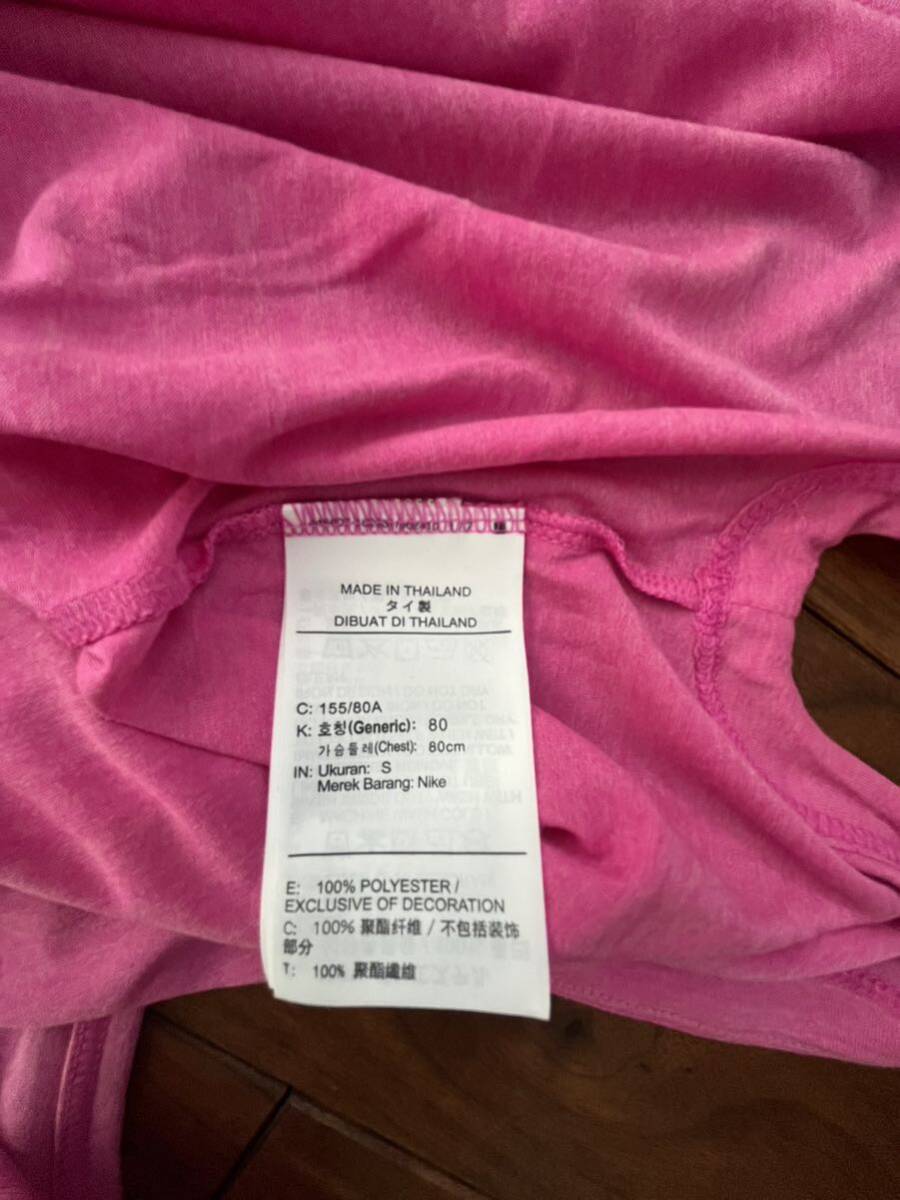 MADE IN THAILAND
タイ製
DIBUAT DI THAILAND
C: 155/80A
K: 호칭(Generic): 80
가슴둘레(Chest): 80cm
IN: Ukuran: S
Merek Barang: Nike
E: 100% POLYESTER /
EXCLUSIVE OF DECORATION
C: 100% 聚酯纤维 / 不包括装饰
部分
T: 100% 聚酯纖維